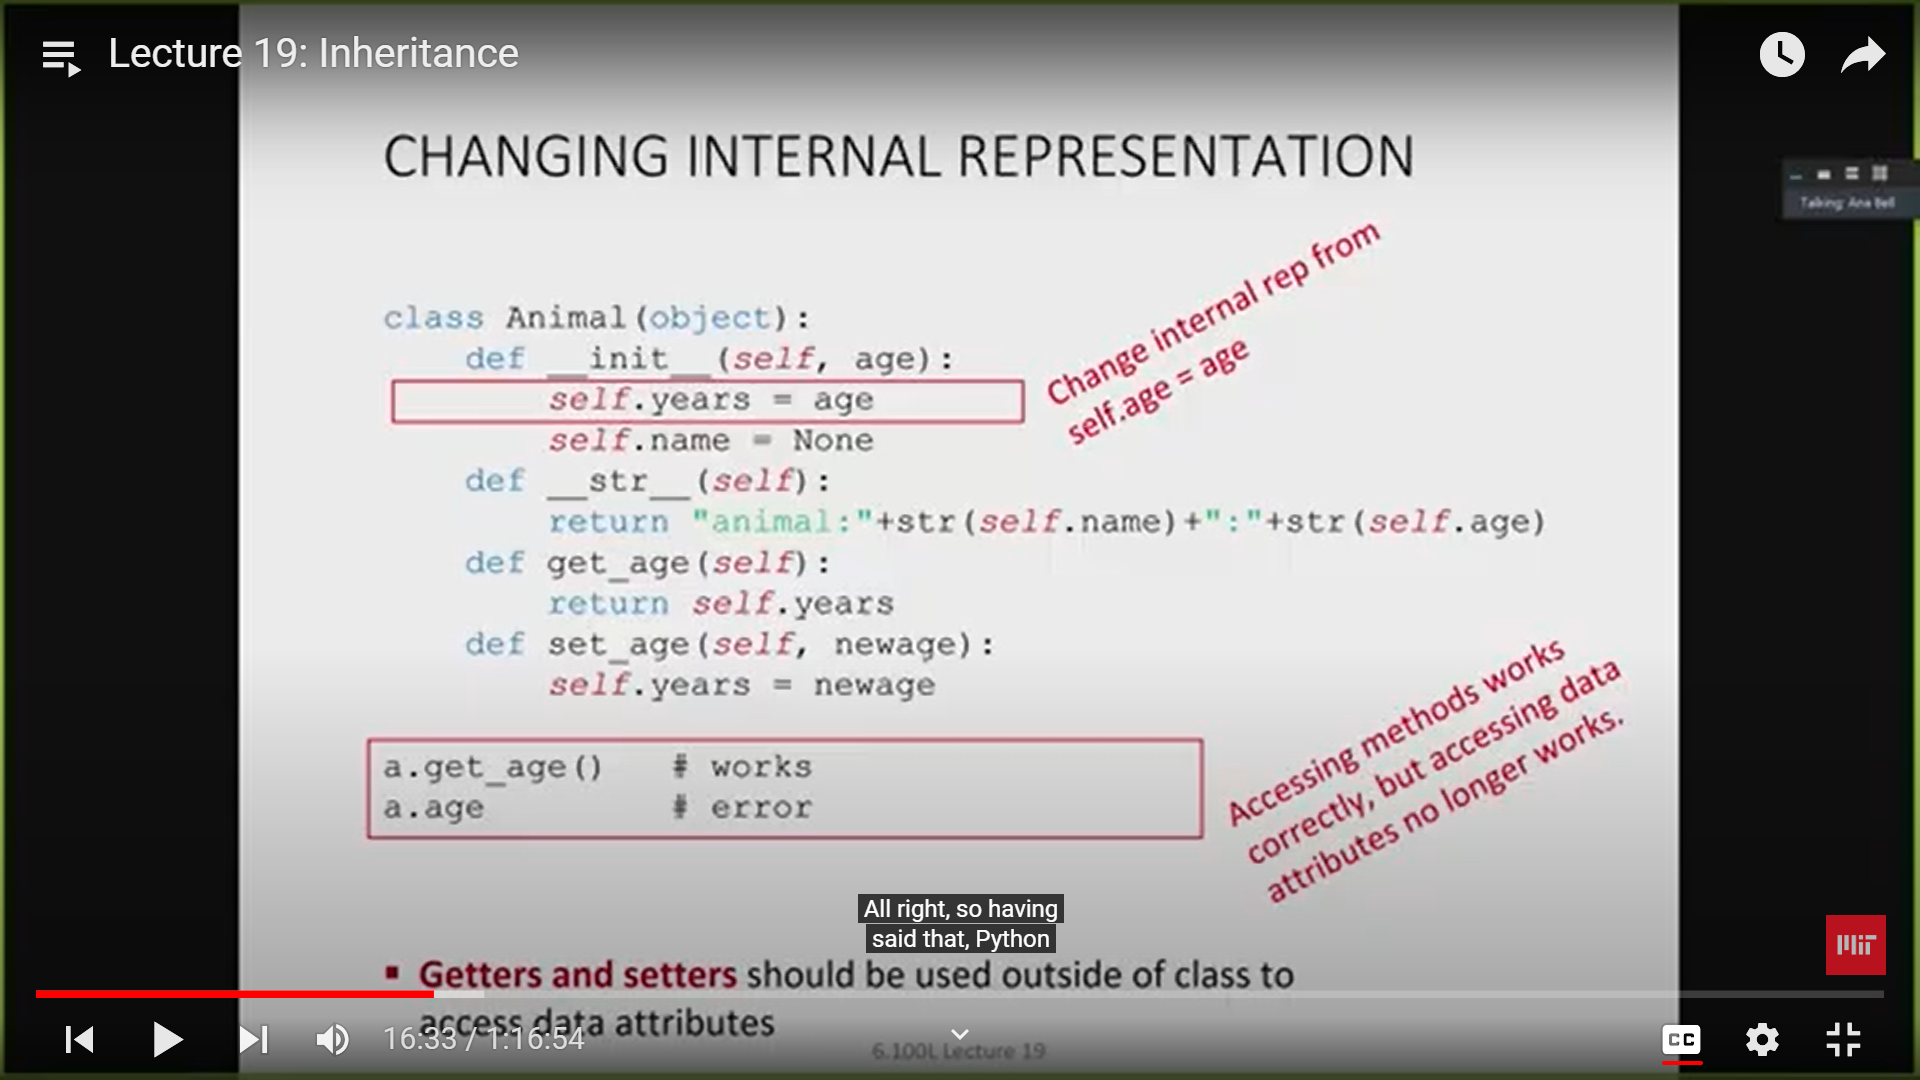 Lecture 19: Inheritance
CHANGING INTERNAL REPRESENTATION
Talking: Ana Bell
Change internal rep from
self.age = age
class Animal(object):
    def __init__(self, age):
        self.years = age
        self.name = None
    def __str__(self):
        return "animal:"+str(self.name)+":"+str(self.age)
    def get_age(self):
        return self.years
    def set_age(self, newage):
        self.years = newage
a.get_age()    # works
a.age          # error
Accessing methods works
correctly, but accessing data
attributes no longer works.
All right, so having
said that, Python
MIT
▪ Getters and setters should be used outside of class to
access data attributes
16:33 / 1:16:54
6.100L Lecture 19
CC